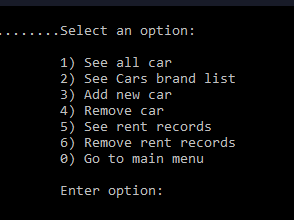 ........Select an option:
1) See all car
2) See Cars brand list
3) Add new car
4) Remove car
5) See rent records
6) Remove rent records
0) Go to main menu
Enter option: